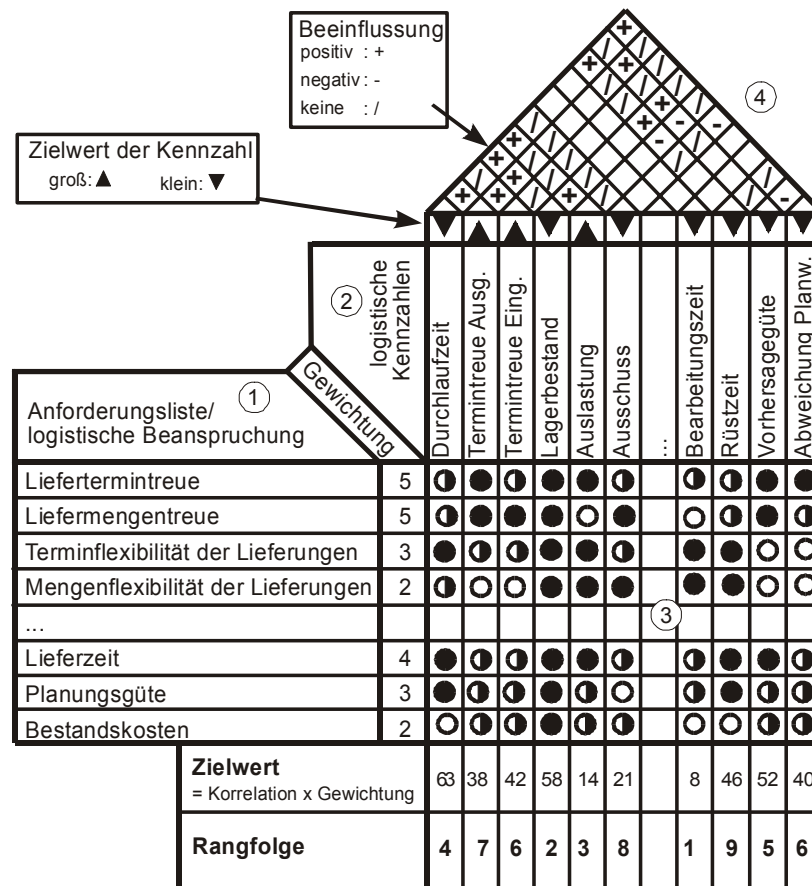 Beeinflussung
positiv : +
negativ : -
keine : /
4
Zielwert der Kennzahl
groß: ▲ klein: ▼
2
logistische
Kennzahlen
Gewichtung
1
Anforderungsliste/
logistische Beanspruchung
Durchlaufzeit
Termintreue Ausg.
Termintreue Eing.
Lagerbestand
Auslastung
Ausschuss
...
Bearbeitungszeit
Rüstzeit
Vorhersagegüte
Abweichung Planw.
Liefertermintreue 5
Liefermengentreue 5
Terminflexibilität der Lieferungen 3
Mengenflexibilität der Lieferungen 2
...
3
Lieferzeit 4
Planungsgüte 3
Bestandskosten 2
Zielwert
= Korrelation x Gewichtung
63 38 42 58 14 21 8 46 52 40
Rangfolge 4 7 6 2 3 8 1 9 5 6